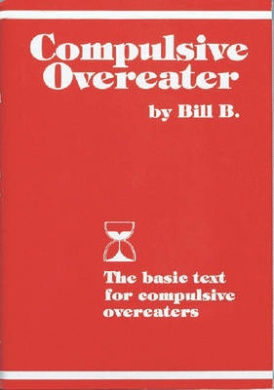 Compulsive
Overeater
by Bill B.
The basic text
for compulsive
overeaters